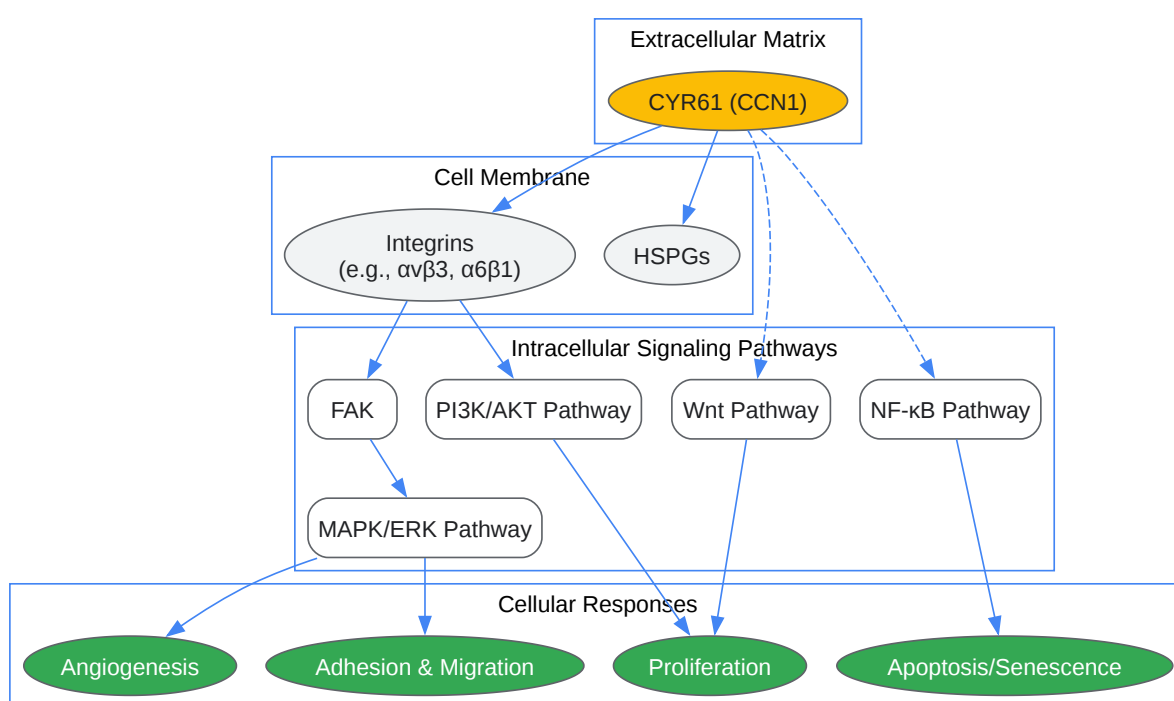 Extracellular Matrix
CYR61 (CCN1)
Cell Membrane
Integrins
(e.g., αvβ3, α6β1)
HSPGs
Intracellular Signaling Pathways
FAK
PI3K/AKT Pathway
Wnt Pathway
NF-κB Pathway
MAPK/ERK Pathway
Cellular Responses
Angiogenesis
Adhesion & Migration
Proliferation
Apoptosis/Senescence